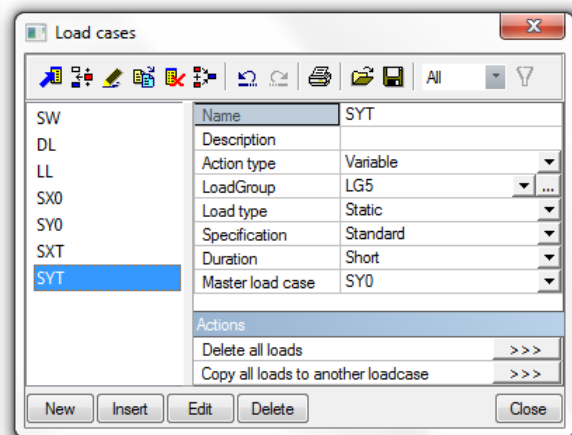 Load cases
All
SW
DL
LL
SX0
SY0
SXT
SYT
Name SYT
Description
Action type Variable
LoadGroup LG5 ...
Load type Static
Specification Standard
Duration Short
Master load case SY0
Actions
Delete all loads >>>
Copy all loads to another loadcase >>>
New Insert Edit Delete Close